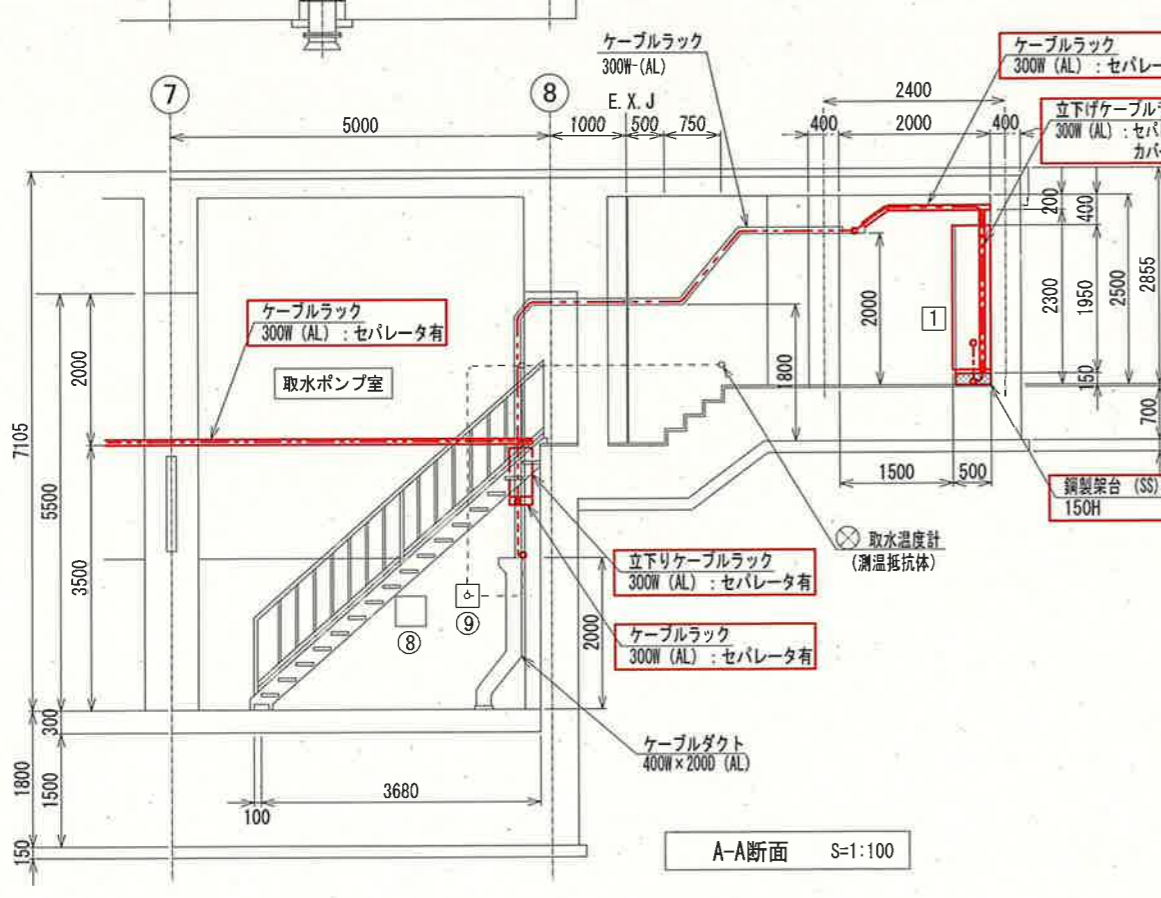 ケーブルラック
300W-(AL)
ケーブルラック
300W (AL) : セパレー
立下げケーブルラ
300W (AL) : セパ
カバ
7
8
E.X.J
2400
5000
1000
500
750
400
2000
400
200
400
ケーブルラック
300W (AL) : セパレータ有
取水ポンプ室
2000
7105
5500
3500
2000
1800
1
2300
1950
2500
2855
150
700
1500
500
鋼製架台 (SS)
150H
取水温度計
(測温抵抗体)
立下りケーブルラック
300W (AL) : セパレータ有
ケーブルラック
300W (AL) : セパレータ有
⑧
⑨
2000
ケーブルダクト
400W×200D (AL)
300
1800
1500
150
100
3680
A-A断面 S=1:100